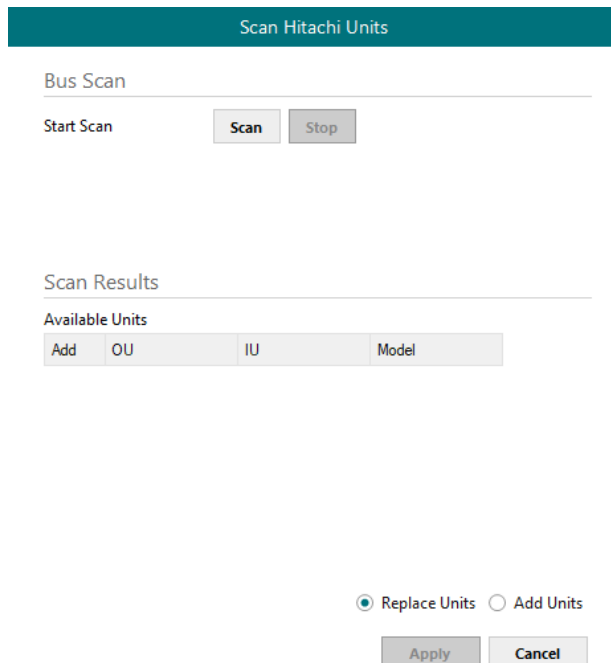 Scan Hitachi Units
Bus Scan
Start Scan Scan Stop
Scan Results
Available Units
Add OU IU Model
Replace Units Add Units
Apply Cancel